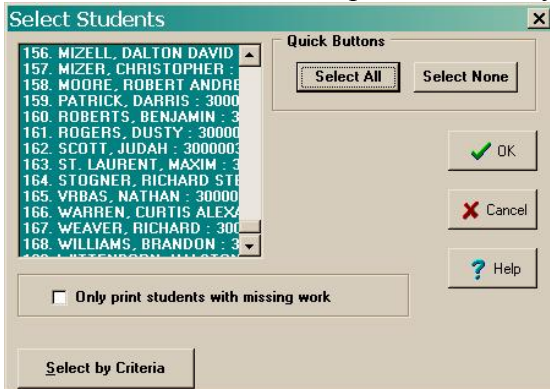 Select Students
156. MIZELL, DALTON DAVID
157. MIZER, CHRISTOPHER :
158. MOORE, ROBERT ANDRE
159. PATRICK, DARRIS : 3000
160. ROBERTS, BENJAMIN : 3
161. ROGERS, DUSTY : 30000
162. SCOTT, JUDAH : 3000003
163. ST. LAURENT, MAXIM : 3
164. STOGNER, RICHARD STE
165. VRBAS, NATHAN : 30000
166. WARREN, CURTIS ALEXA
167. WEAVER, RICHARD : 300
168. WILLIAMS, BRANDON : 3
Quick Buttons
Select All
Select None
OK
Cancel
Help
Only print students with missing work
Select by Criteria